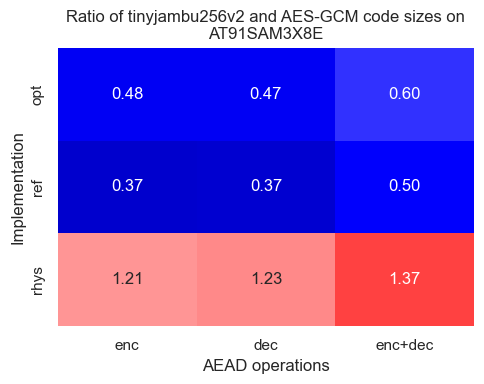 Ratio of tinyjambu256v2 and AES-GCM code sizes on
AT91SAM3X8E
Implementation
opt
0.48 0.47 0.60
ref
0.37 0.37 0.50
rhys
1.21 1.23 1.37
enc dec enc+dec
AEAD operations